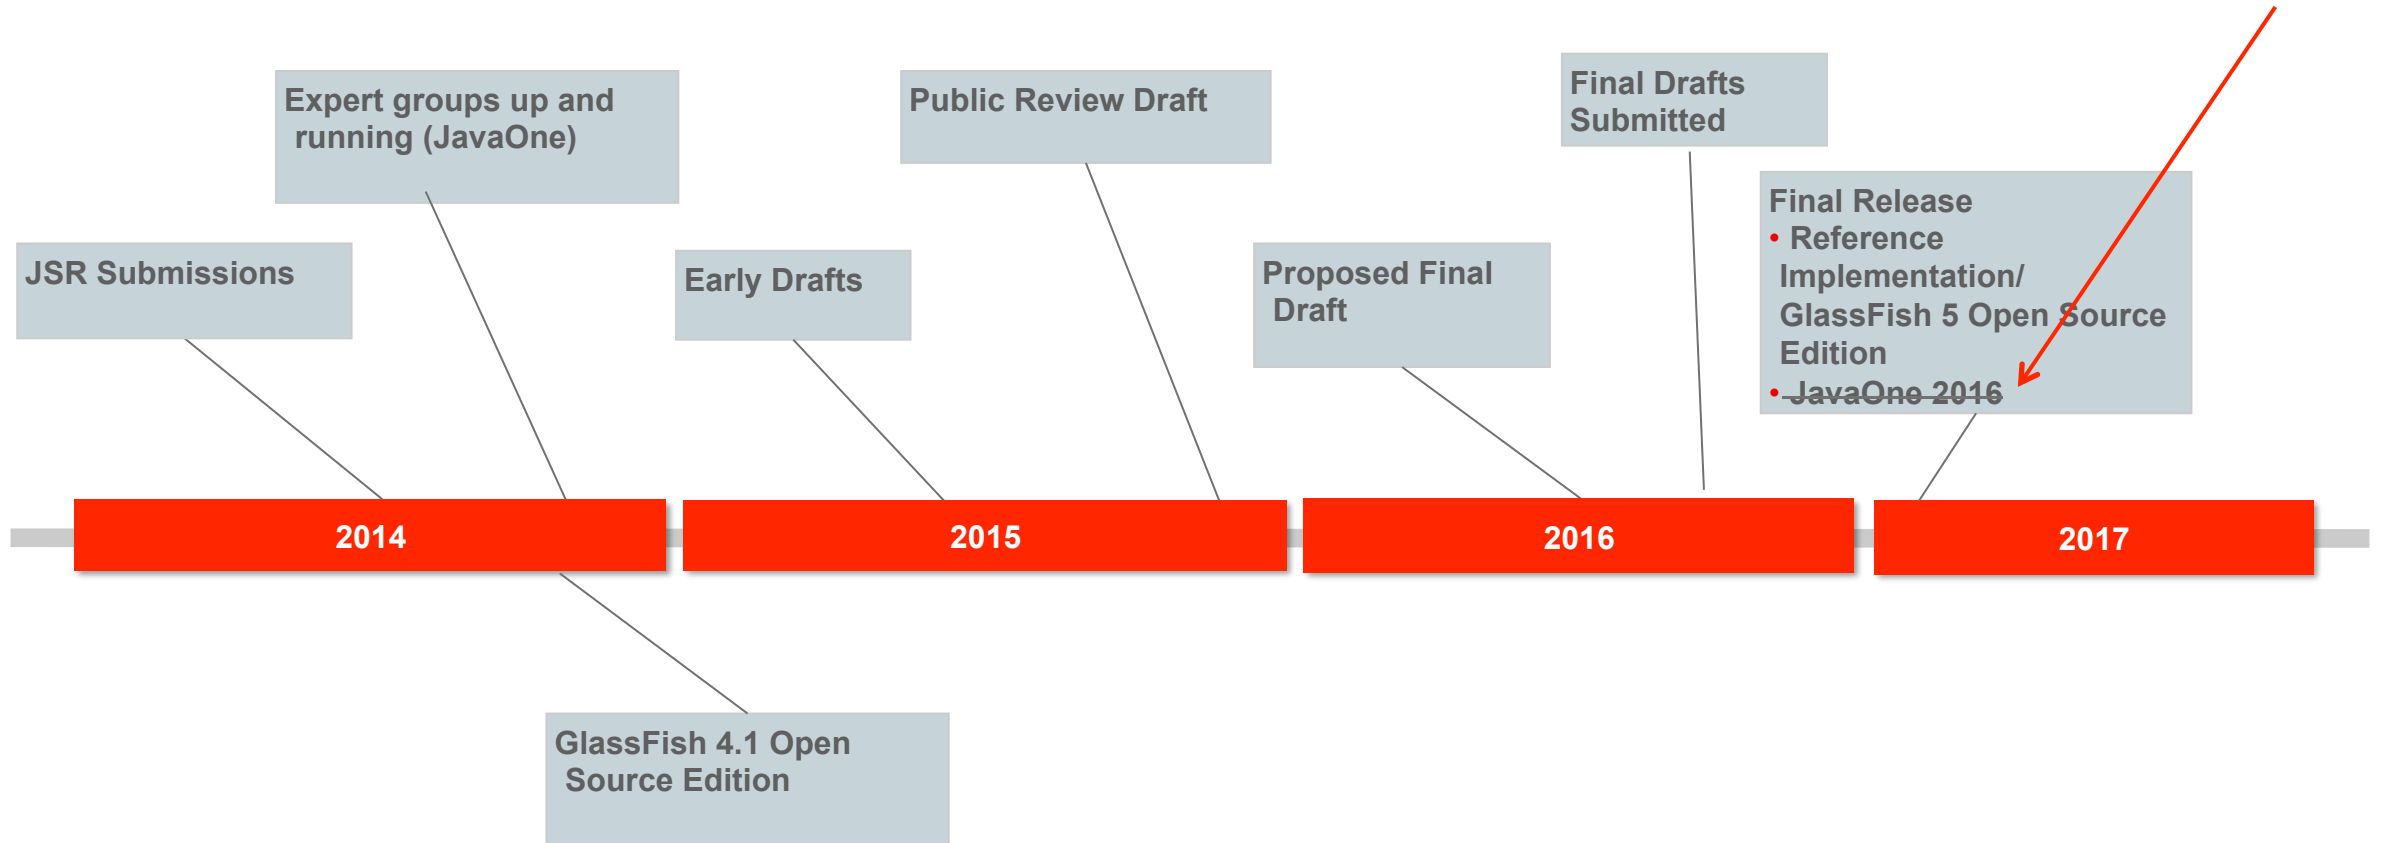 Expert groups up and
running (JavaOne)
Public Review Draft
Final Drafts
Submitted
JSR Submissions
Early Drafts
Proposed Final
Draft
Final Release
• Reference
Implementation/
GlassFish 5 Open Source
Edition
• JavaOne 2016
2014
2015
2016
2017
GlassFish 4.1 Open
Source Edition